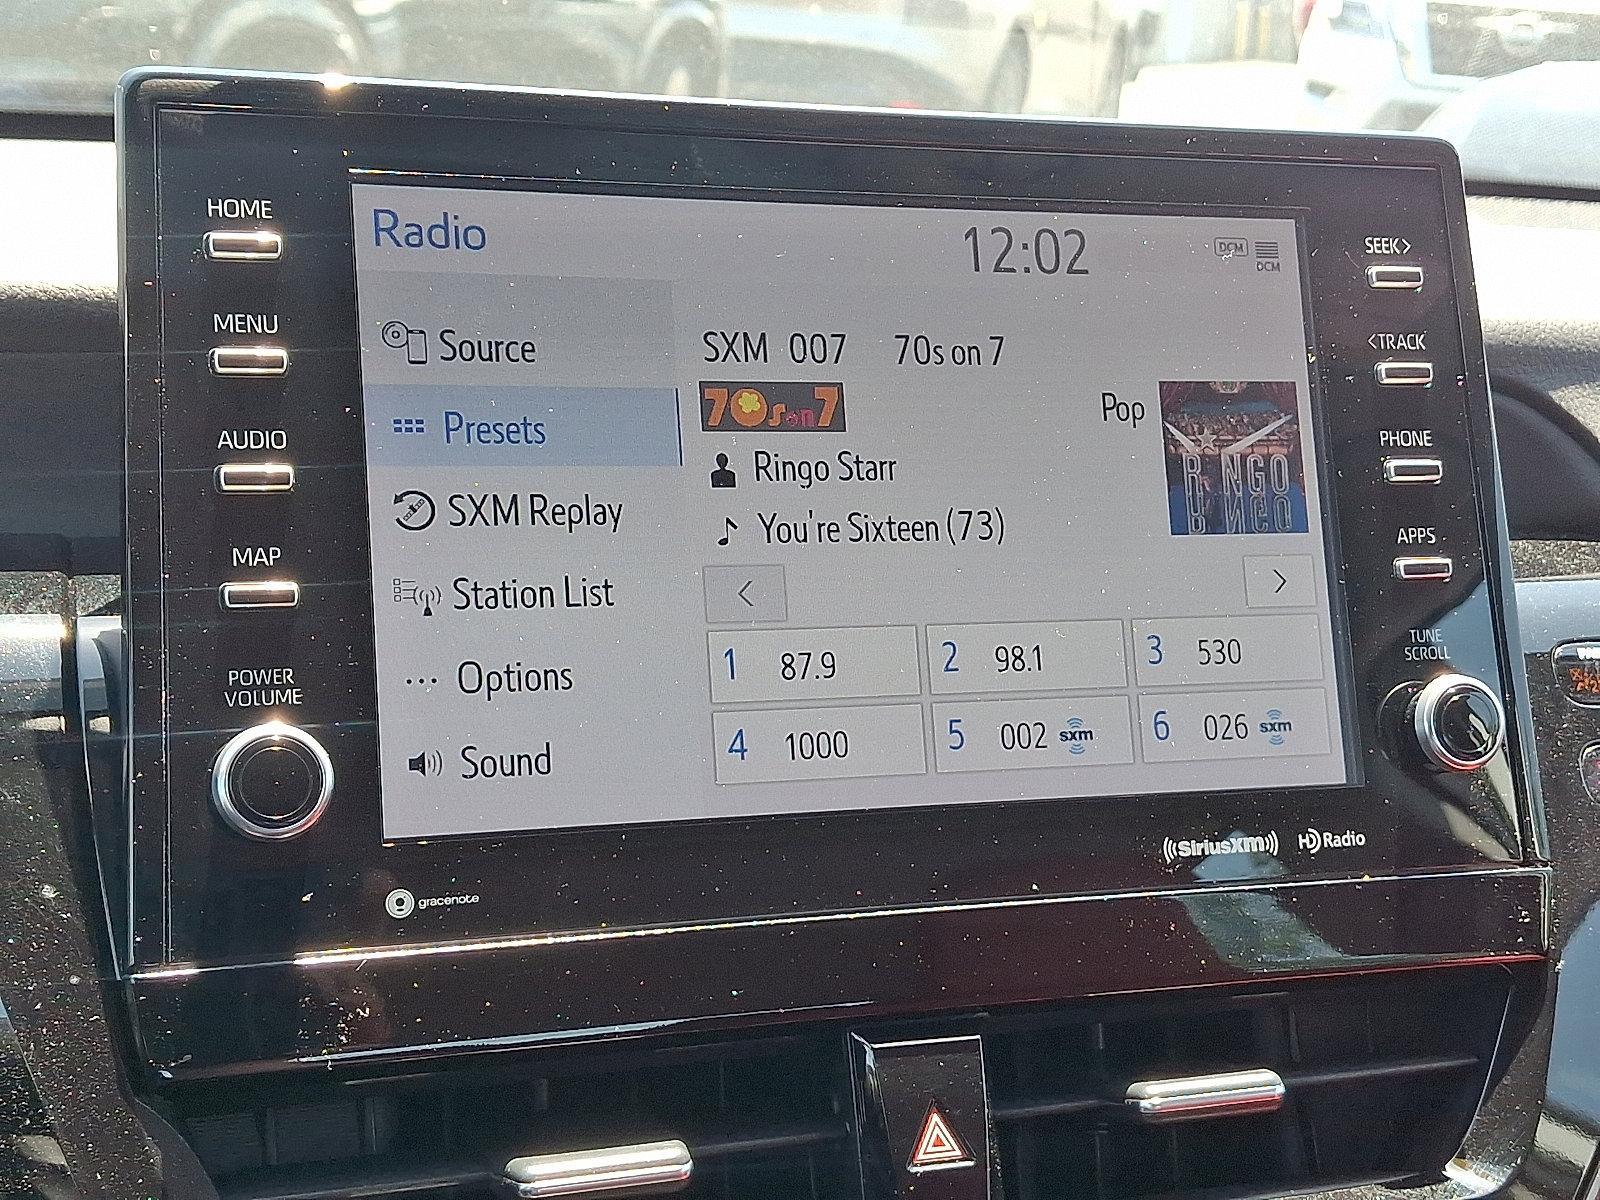 HOME
MENU
AUDIO
MAP
POWER
VOLUME
Radio
12:02
DCM
DCM
Source
Presets
SXM Replay
Station List
Options
Sound
SXM 007 70s on 7
70s on 7
Pop
RINGO
Ringo Starr
You're Sixteen (73)
1 87.9
2 98.1
3 530
4 1000
5 002 sxm
6 026 sxm
SEEK>
<TRACK
PHONE
APPS
TUNE
SCROLL
gracenote
((SiriusXM))
HD Radio